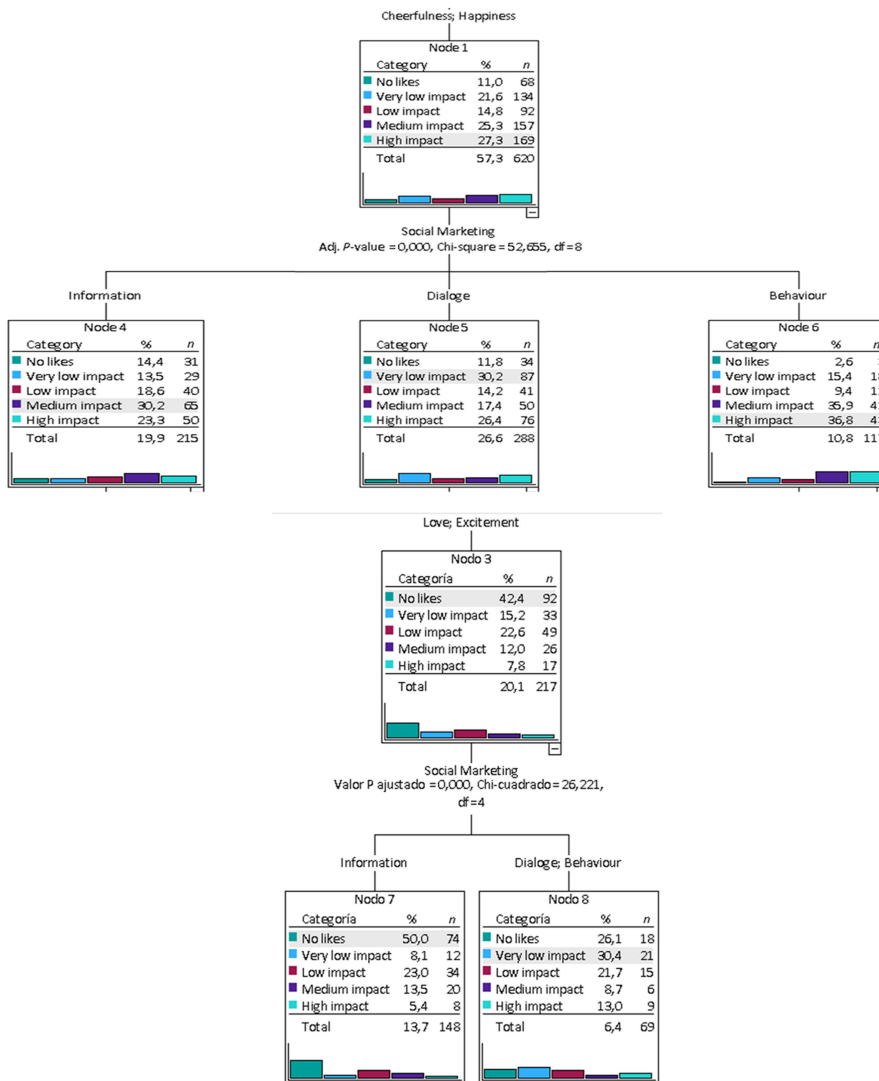 Cheerfulness; Happiness
Node 1
Category % n
No likes 11,0 68
Very low impact 21,6 134
Low impact 14,8 92
Medium impact 25,3 157
High impact 27,3 169
Total 57,3 620
Social Marketing
Adj. P-value = 0,000, Chi-square = 52,655, df=8
Information
Dialoge
Behaviour
Node 4
Category % n
No likes 14,4 31
Very low impact 13,5 29
Low impact 18,6 40
Medium impact 30,2 65
High impact 23,3 50
Total 19,9 215
Node 5
Category % n
No likes 11,8 34
Very low impact 30,2 87
Low impact 14,2 41
Medium impact 17,4 50
High impact 26,4 76
Total 26,6 288
Node 6
Category % n
No likes 2,6
Very low impact 15,4
Low impact 9,4
Medium impact 35,9
High impact 36,8
Total 10,8
Love; Excitement
Nodo 3
Categoría % n
No likes 42,4 92
Very low impact 15,2 33
Low impact 22,6 49
Medium impact 12,0 26
High impact 7,8 17
Total 20,1 217
Social Marketing
Valor P ajustado =0,000, Chi-cuadrado= 26,221,
df=4
Information
Dialoge; Behaviour
Nodo 7
Categoría % n
No likes 50,0 74
Very low impact 8,1 12
Low impact 23,0 34
Medium impact 13,5 20
High impact 5,4 8
Total 13,7 148
Nodo 8
Categoría % n
No likes 26,1 18
Very low impact 30,4 21
Low impact 21,7 15
Medium impact 8,7 6
High impact 13,0 9
Total 6,4 69